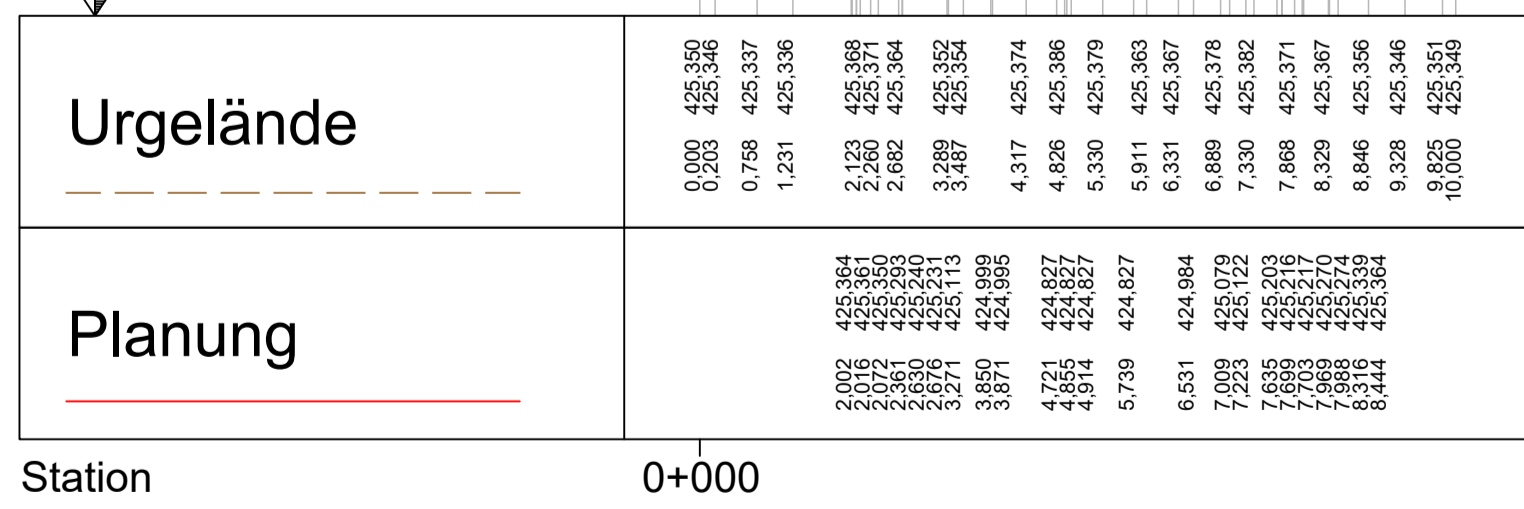 Urgelände
425,350 425,346 425,337 425,336 425,368 425,371 425,364 425,352 425,354 425,374 425,386 425,379 425,363 425,367 425,378 425,382 425,371 425,367 425,356 425,346 425,351 425,349
0,000 0,203 0,758 1,231 2,123 2,260 2,682 3,289 3,487 4,317 4,826 5,330 5,911 6,331 6,889 7,330 7,868 8,329 8,846 9,328 9,825 10,000
Planung
425,364 425,361 425,350 425,293 425,240 425,231 425,113 424,999 424,995 424,827 424,827 424,827 424,827 424,984 425,079 425,122 425,203 425,216 425,217 425,270 425,274 425,339 425,364
2,002 2,016 2,072 2,361 2,630 2,676 3,271 3,850 3,871 4,721 4,855 4,914 5,739 6,531 7,009 7,223 7,635 7,699 7,703 7,969 7,988 8,316 8,444
Station 0+000